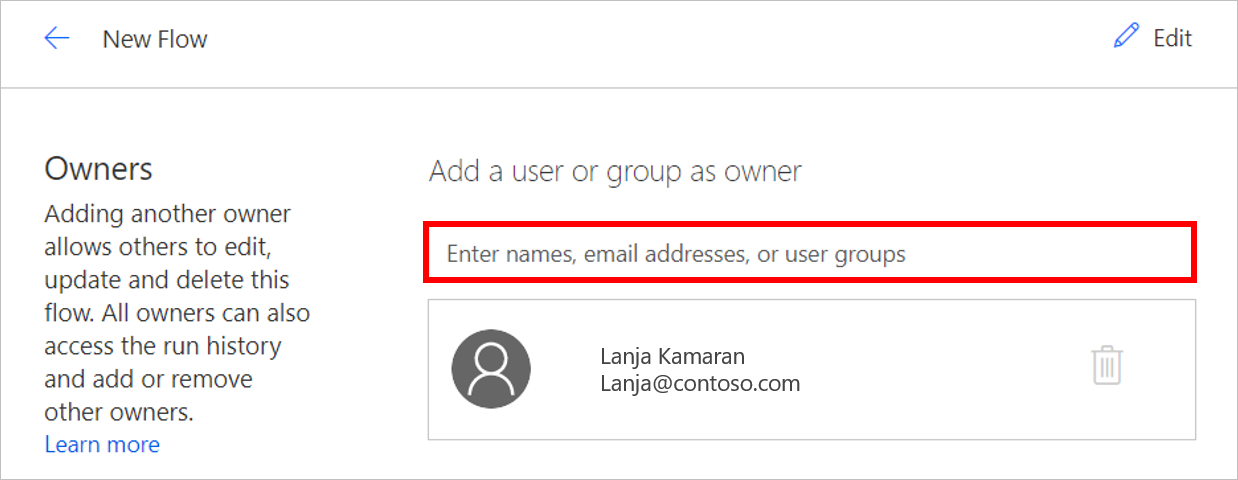 New Flow
Edit
Owners
Adding another owner
allows others to edit,
update and delete this
flow. All owners can also
access the run history
and add or remove
other owners.
Learn more
Add a user or group as owner
Enter names, email addresses, or user groups
Lanja Kamaran
Lanja@contoso.com